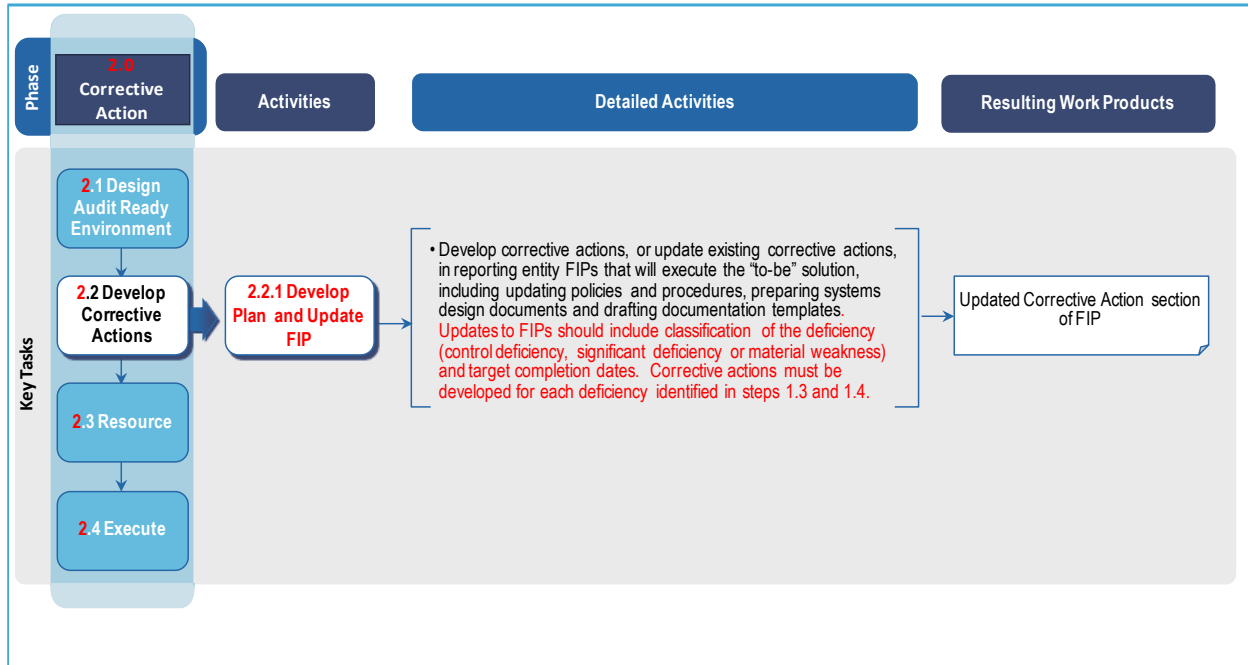 Phase
2.0
Corrective
Action
Activities
Detailed Activities
Resulting Work Products
Key Tasks
2.1 Design
Audit Ready
Environment
2.2 Develop
Corrective
Actions
2.3 Resource
2.4 Execute
2.2.1 Develop
Plan and Update
FIP
• Develop corrective actions, or update existing corrective actions,
in reporting entity FIPs that will execute the “to-be” solution,
including updating policies and procedures, preparing systems
design documents and drafting documentation templates.
Updates to FIPs should include classification of the deficiency
(control deficiency, significant deficiency or material weakness)
and target completion dates. Corrective actions must be
developed for each deficiency identified in steps 1.3 and 1.4.
Updated Corrective Action section
of FIP